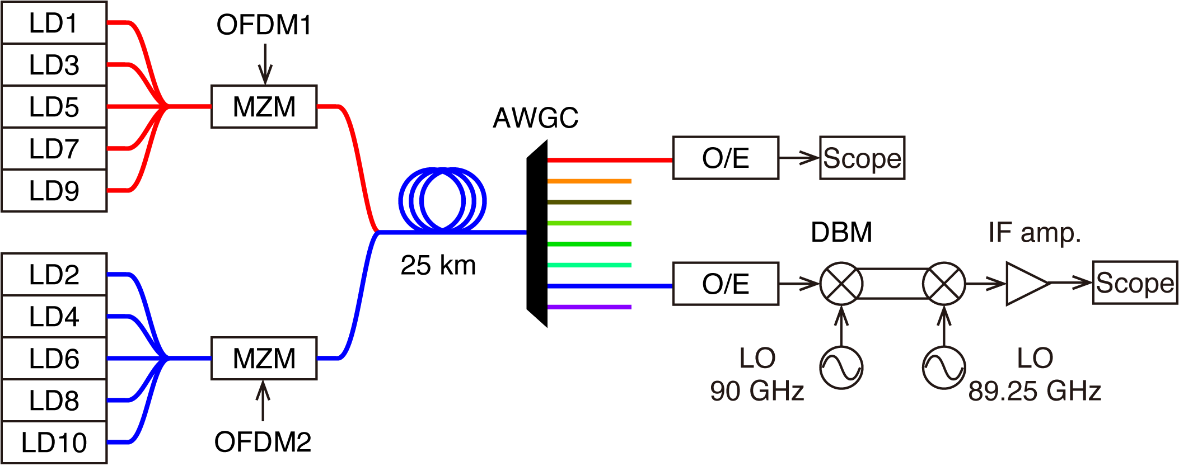 LD1
LD3
LD5
LD7
LD9
OFDM1
MZM
LD2
LD4
LD6
LD8
LD10
MZM
OFDM2
25 km
AWGC
O/E
Scope
O/E
DBM
IF amp.
Scope
LO
90 GHz
LO
89.25 GHz